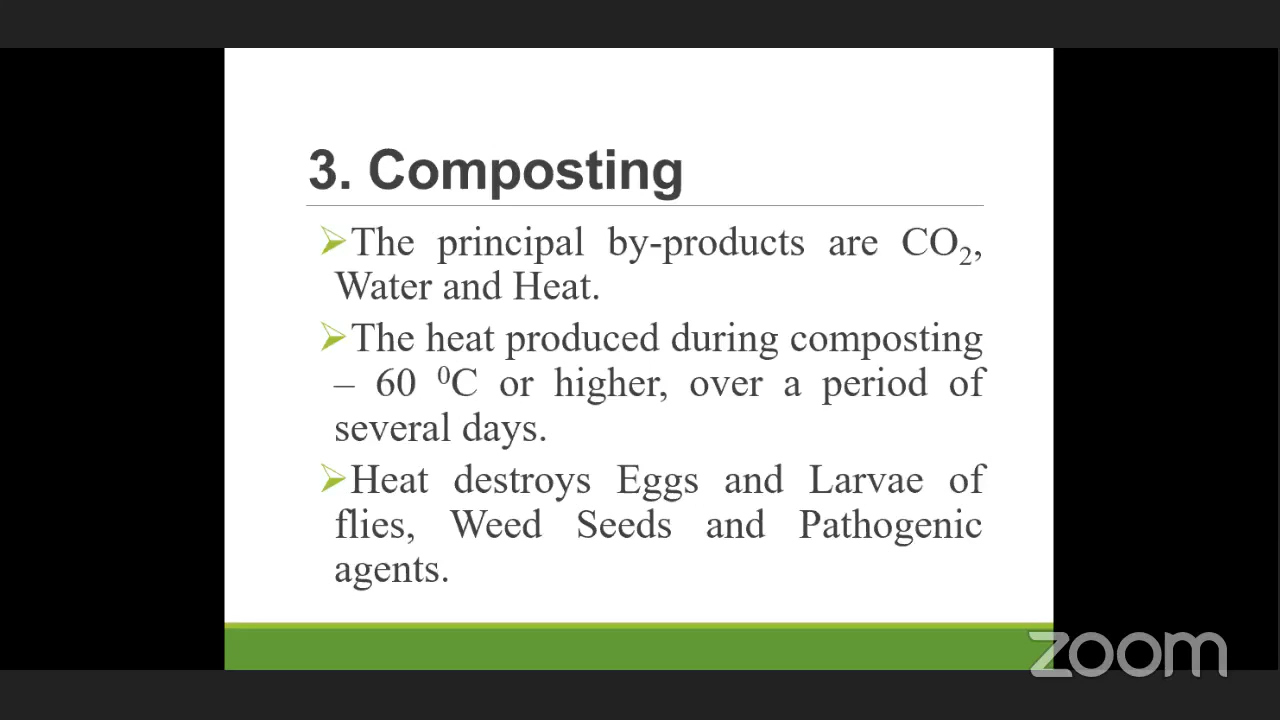 3. Composting
➢The principal by-products are CO₂,
Water and Heat.
➢The heat produced during composting
– 60 ⁰C or higher, over a period of
several days.
➢Heat destroys Eggs and Larvae of
flies, Weed Seeds and Pathogenic
agents.
zoom